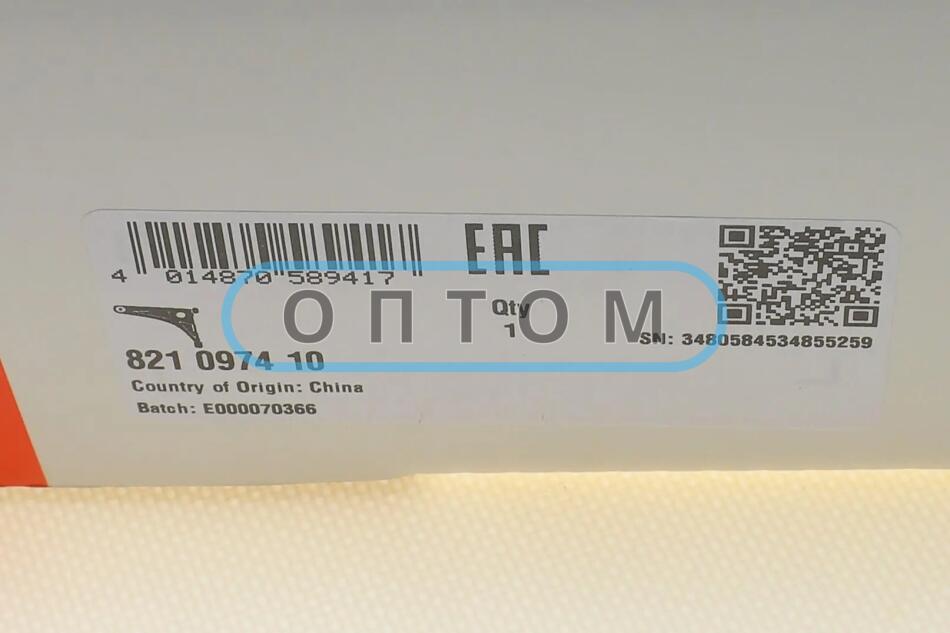 4 014870 589417
EAC
Qty
1
ОПТОМ
SN: 3480584534855259
821 0974 10
Country of Origin: China
Batch: E000070366